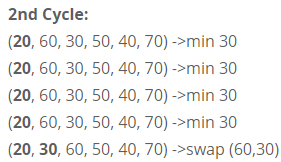 2nd Cycle:
(20, 60, 30, 50, 40, 70) ->min 30
(20, 60, 30, 50, 40, 70) ->min 30
(20, 60, 30, 50, 40, 70) ->min 30
(20, 60, 30, 50, 40, 70) ->min 30
(20, 30, 60, 50, 40, 70) ->swap (60,30)